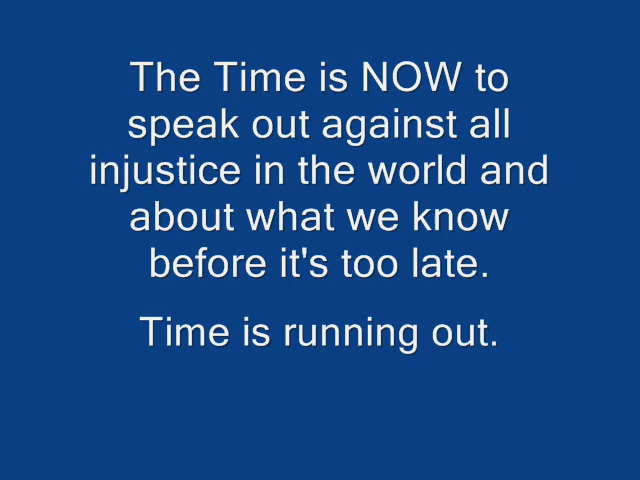 The Time is NOW to
speak out against all
injustice in the world and
about what we know
before it's too late.
Time is running out.